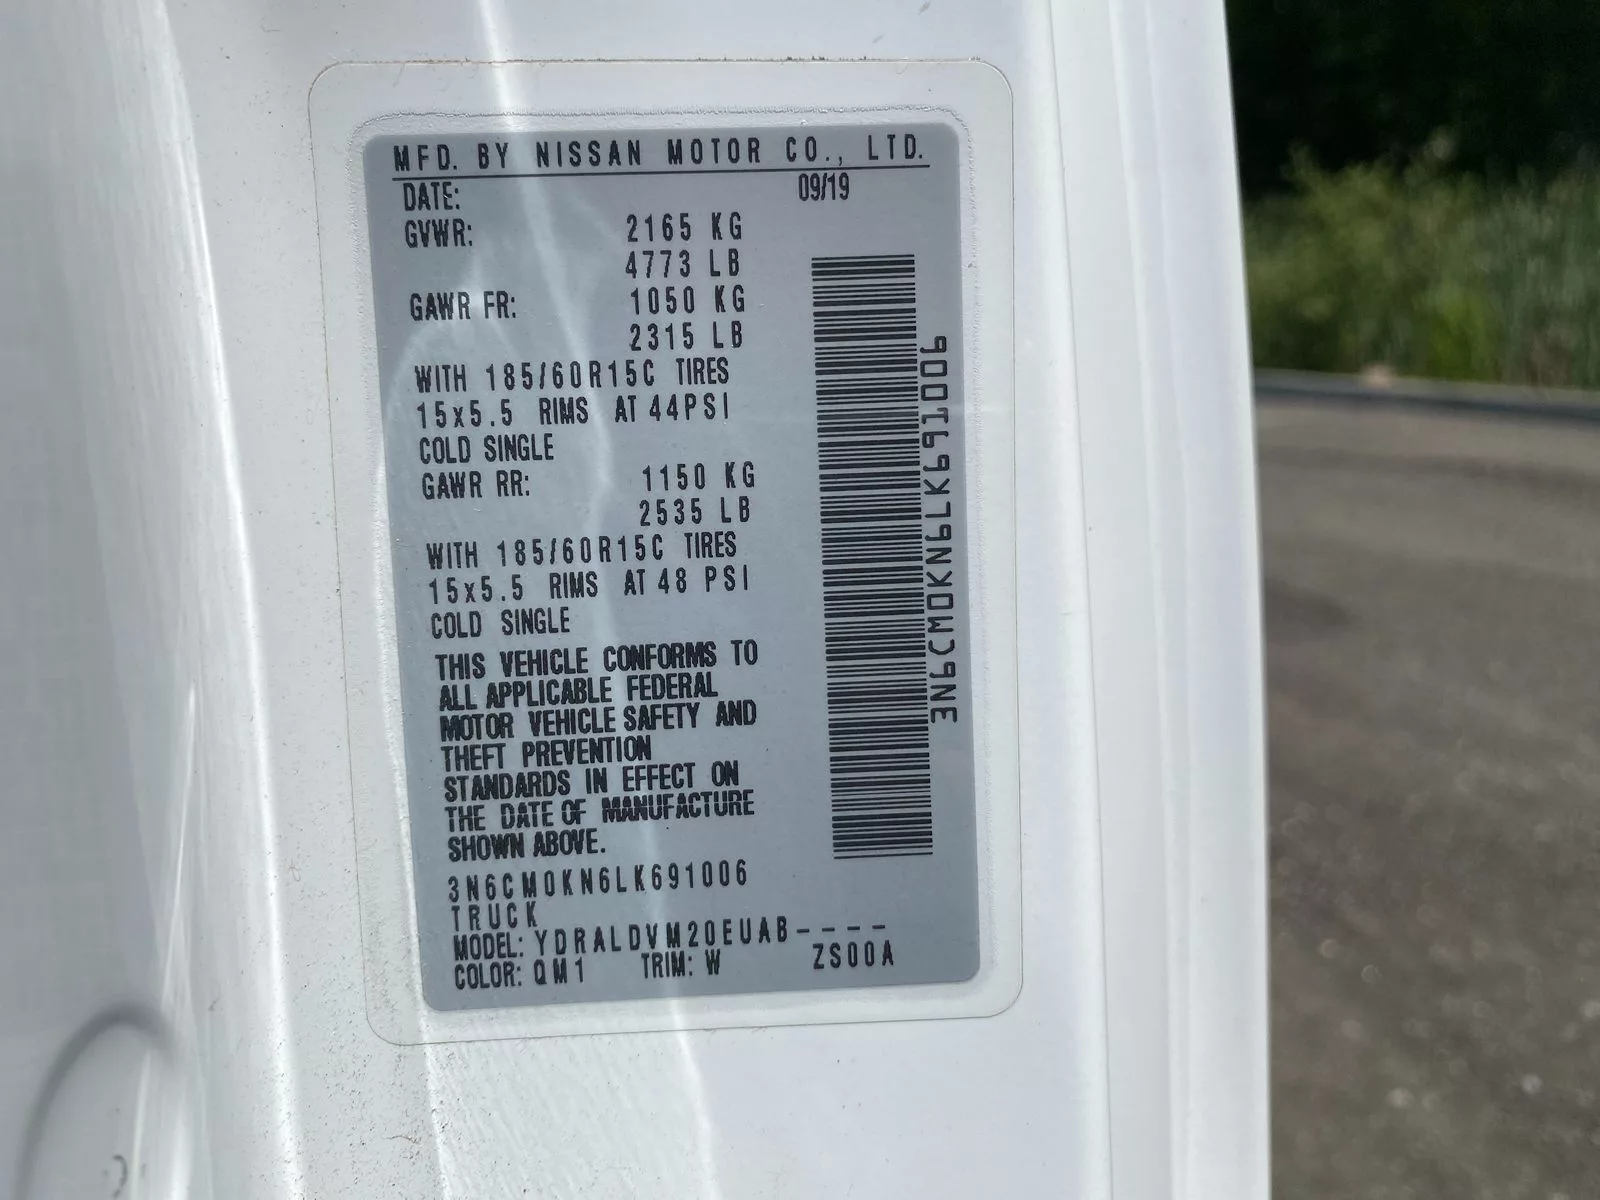 MFD. BY NISSAN MOTOR CO., LTD.
DATE: 09/19
GVWR: 2165 KG
4773 LB
GAWR FR: 1050 KG
2315 LB
WITH 185/60R15C TIRES
15x5.5 RIMS AT 44PSI
COLD SINGLE
GAWR RR: 1150 KG
2535 LB
WITH 185/60R15C TIRES
15x5.5 RIMS AT 48 PSI
COLD SINGLE
THIS VEHICLE CONFORMS TO
ALL APPLICABLE FEDERAL
MOTOR VEHICLE SAFETY AND
THEFT PREVENTION
STANDARDS IN EFFECT ON
THE DATE OF MANUFACTURE
SHOWN ABOVE.
3N6CM0KN6LK691006
TRUCK
MODEL: YDRALDVM20EUAB----
COLOR: QM1 TRIM: W ZS00A
3N6CM0KN6LK691006